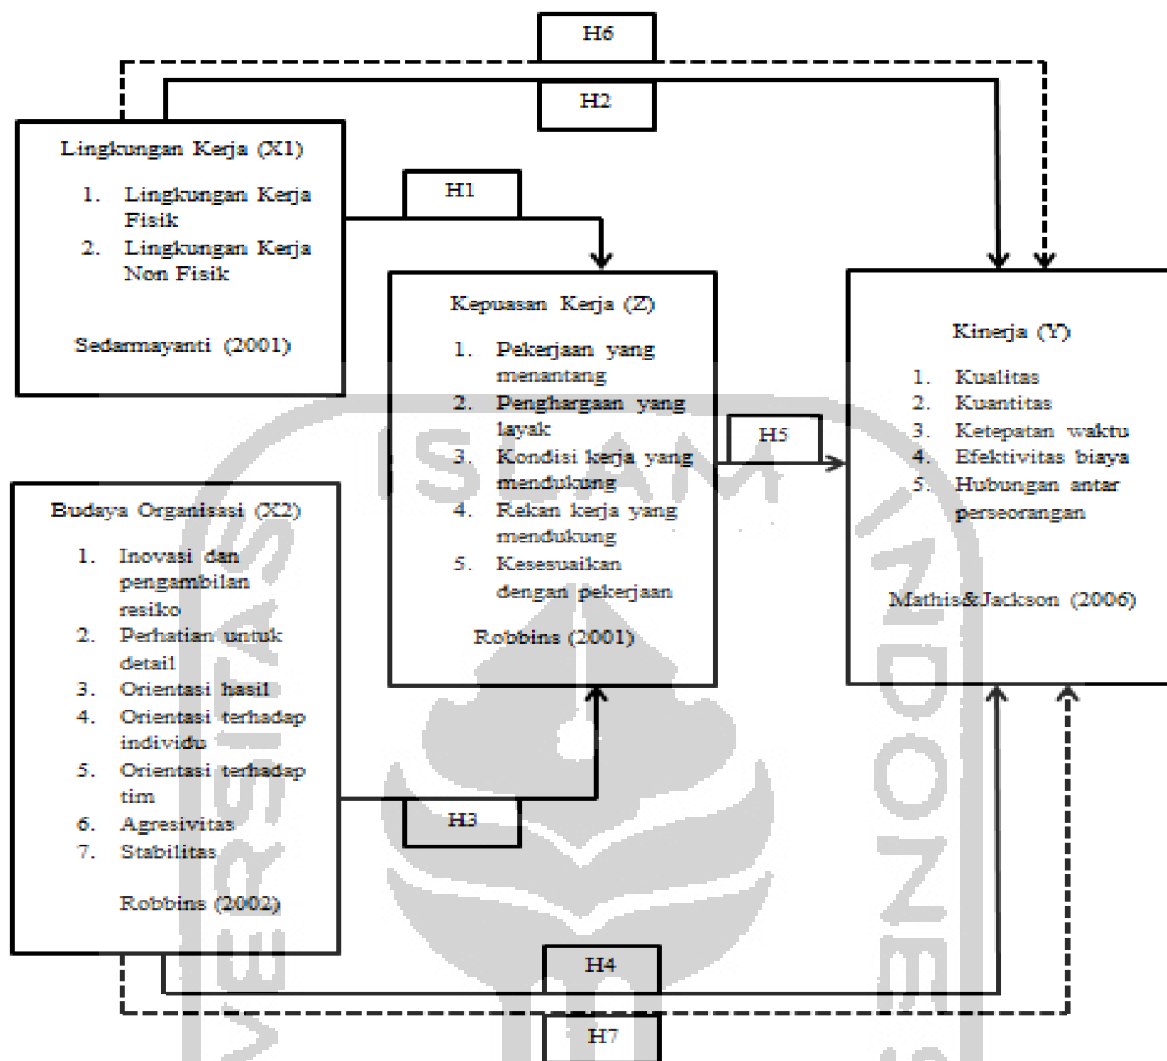 H6
H2
Lingkungan Kerja (X1)
1. Lingkungan Kerja
Fisik
2. Lingkungan Kerja
Non Fisik
Sedarmayanti (2001)
H1
Kepuasan Kerja (Z)
1. Pekerjaan yang
menantang
2. Penghargaan yang
layak
3. Kondisi kerja yang
mendukung
4. Rekan kerja yang
mendukung
5. Kesesuaikan
dengan pekerjaan
Robbins (2001)
H5
Kinerja (Y)
1. Kualitas
2. Kuantitas
3. Ketepatan waktu
4. Efektivitas biaya
5. Hubungan antar
perseorangan
Mathis&Jackson (2006)
Budaya Organisasi (X2)
1. Inovasi dan
pengambilan
resiko
2. Perhatian untuk
detail
3. Orientasi hasil
4. Orientasi terhadap
individu
5. Orientasi terhadap
tim
6. Agresivitas
7. Stabilitas
Robbins (2002)
H3
H4
H7
VERSITAS
ISLAM
INDONES